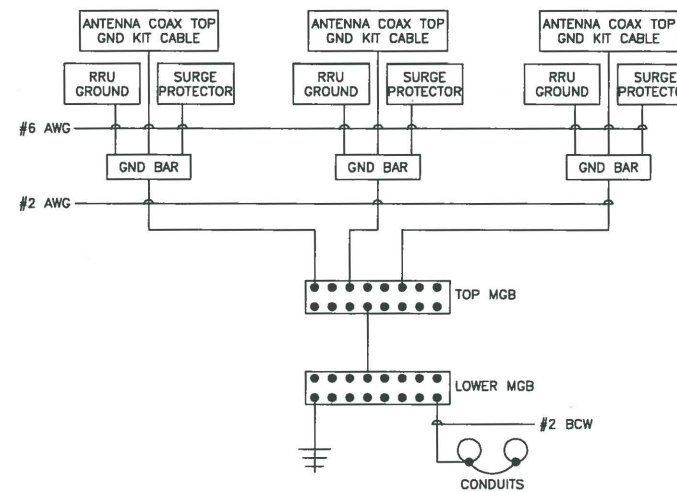 ANTENNA COAX TOP
GND KIT CABLE
ANTENNA COAX TOP
GND KIT CABLE
ANTENNA COAX TOP
GND KIT CABLE
RRU
GROUND
SURGE
PROTECTOR
RRU
GROUND
SURGE
PROTECTOR
RRU
GROUND
SURGE
PROTECTO
#6 AWG
GND BAR
GND BAR
GND BAR
#2 AWG
TOP MGB
LOWER MGB
#2 BCW
CONDUITS